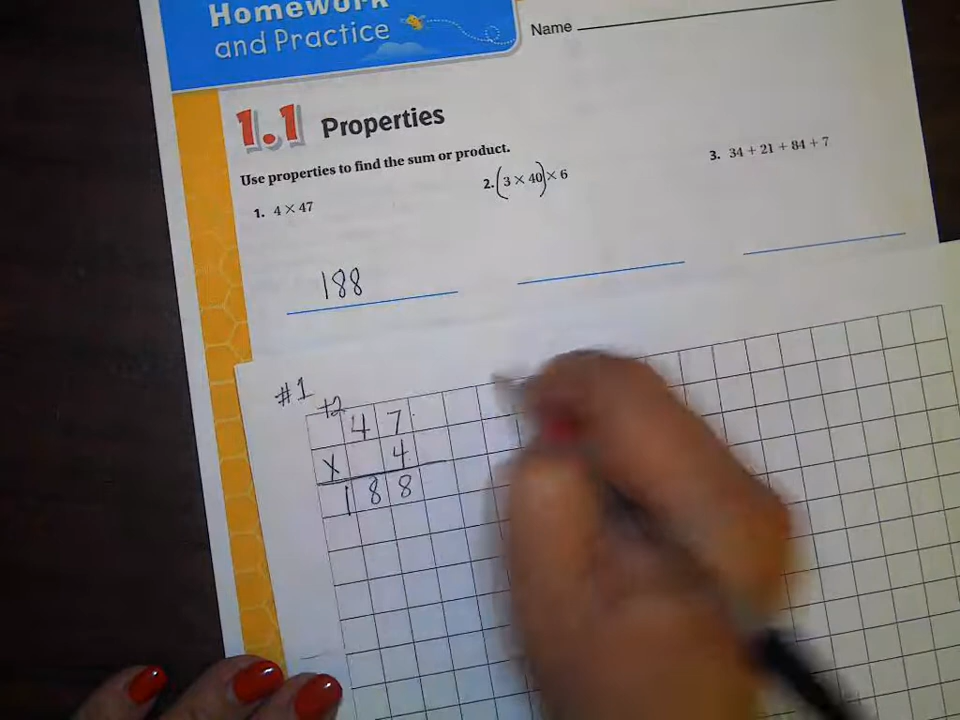 Homework
and Practice
Name
1.1 Properties
Use properties to find the sum or product.
1. 4 × 47
2. (3 × 40) × 6
3. 34 + 21 + 84 + 7
188
#1
+2
47
× 4
188